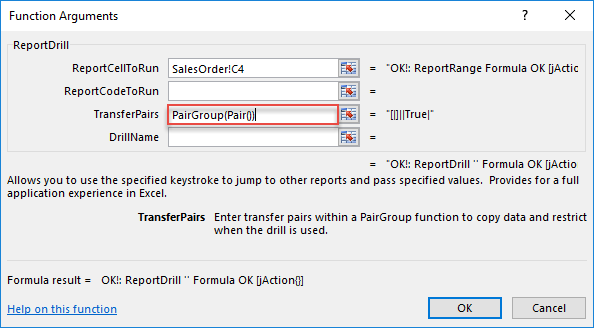 Function Arguments
ReportDrill
ReportCellToRun SalesOrder!C4 = "OK!: ReportRange Formula OK [jActic
ReportCodeToRun =
TransferPairs PairGroup(Pair()) = "[[]||True|"
DrillName =
= "OK!: ReportDrill `` Formula OK [jActio
Allows you to use the specified keystroke to jump to other reports and pass specified values. Provides for a full
application experience in Excel.
TransferPairs Enter transfer pairs within a PairGroup function to copy data and restrict
when the drill is used.
Formula result = OK!: ReportDrill `` Formula OK [jAction{}]
Help on this function
OK
Cancel